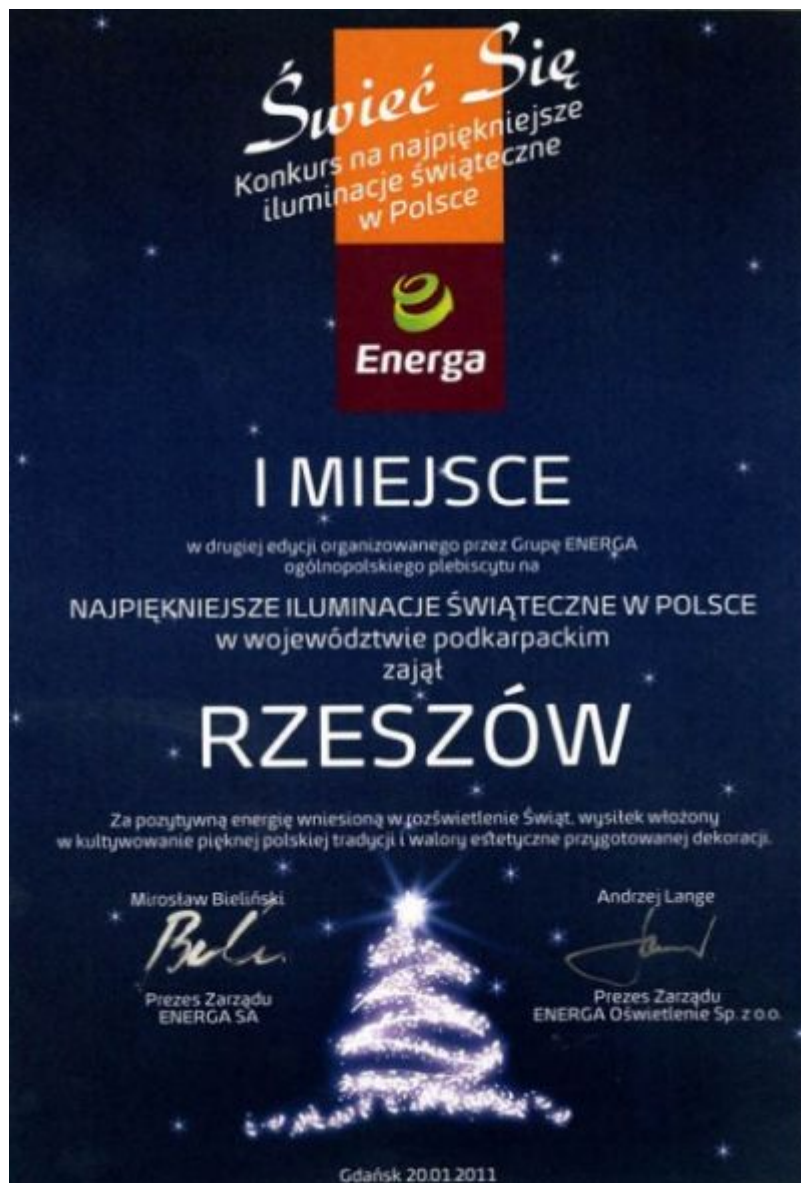 Świeć Się
Konkurs na najpiękniejsze
iluminacje świąteczne
w Polsce
Energa
I MIEJSCE
w drugiej edycji organizowanego przez Grupę ENERGA
ogólnopolskiego plebiscytu na
NAJPIĘKNIEJSZE ILUMINACJE ŚWIĄTECZNE W POLSCE
w województwie podkarpackim
zajął
RZESZÓW
Za pozytywną energię wniesioną w rozświetlenie Świąt, wysiłek włożony
w kultywowanie pięknej polskiej tradycji i walory estetyczne przygotowanej dekoracji.
Mirosław Bieliński
Prezes Zarządu
ENERGA SA
Andrzej Lange
Prezes Zarządu
ENERGA Oświetlenie Sp. z o.o.
Gdańsk 20.01.2011